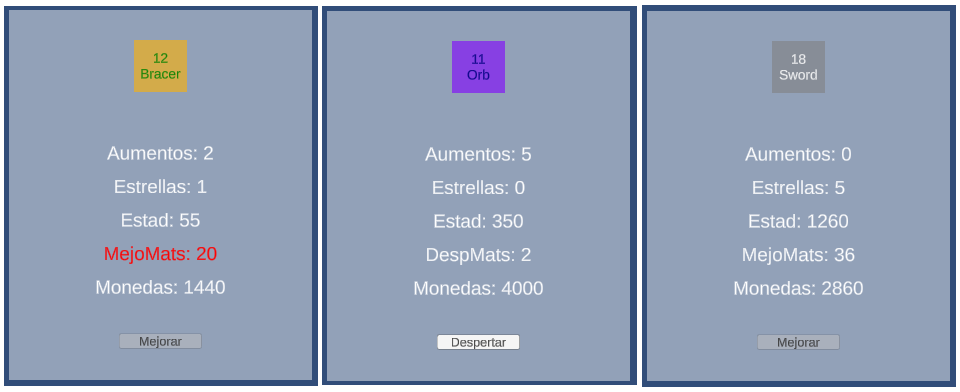 12
Bracer
Aumentos: 2
Estrellas: 1
Estad: 55
MejoMats: 20
Monedas: 1440
Mejorar
11
Orb
Aumentos: 5
Estrellas: 0
Estad: 350
DespMats: 2
Monedas: 4000
Despertar
18
Sword
Aumentos: 0
Estrellas: 5
Estad: 1260
MejoMats: 36
Monedas: 2860
Mejorar